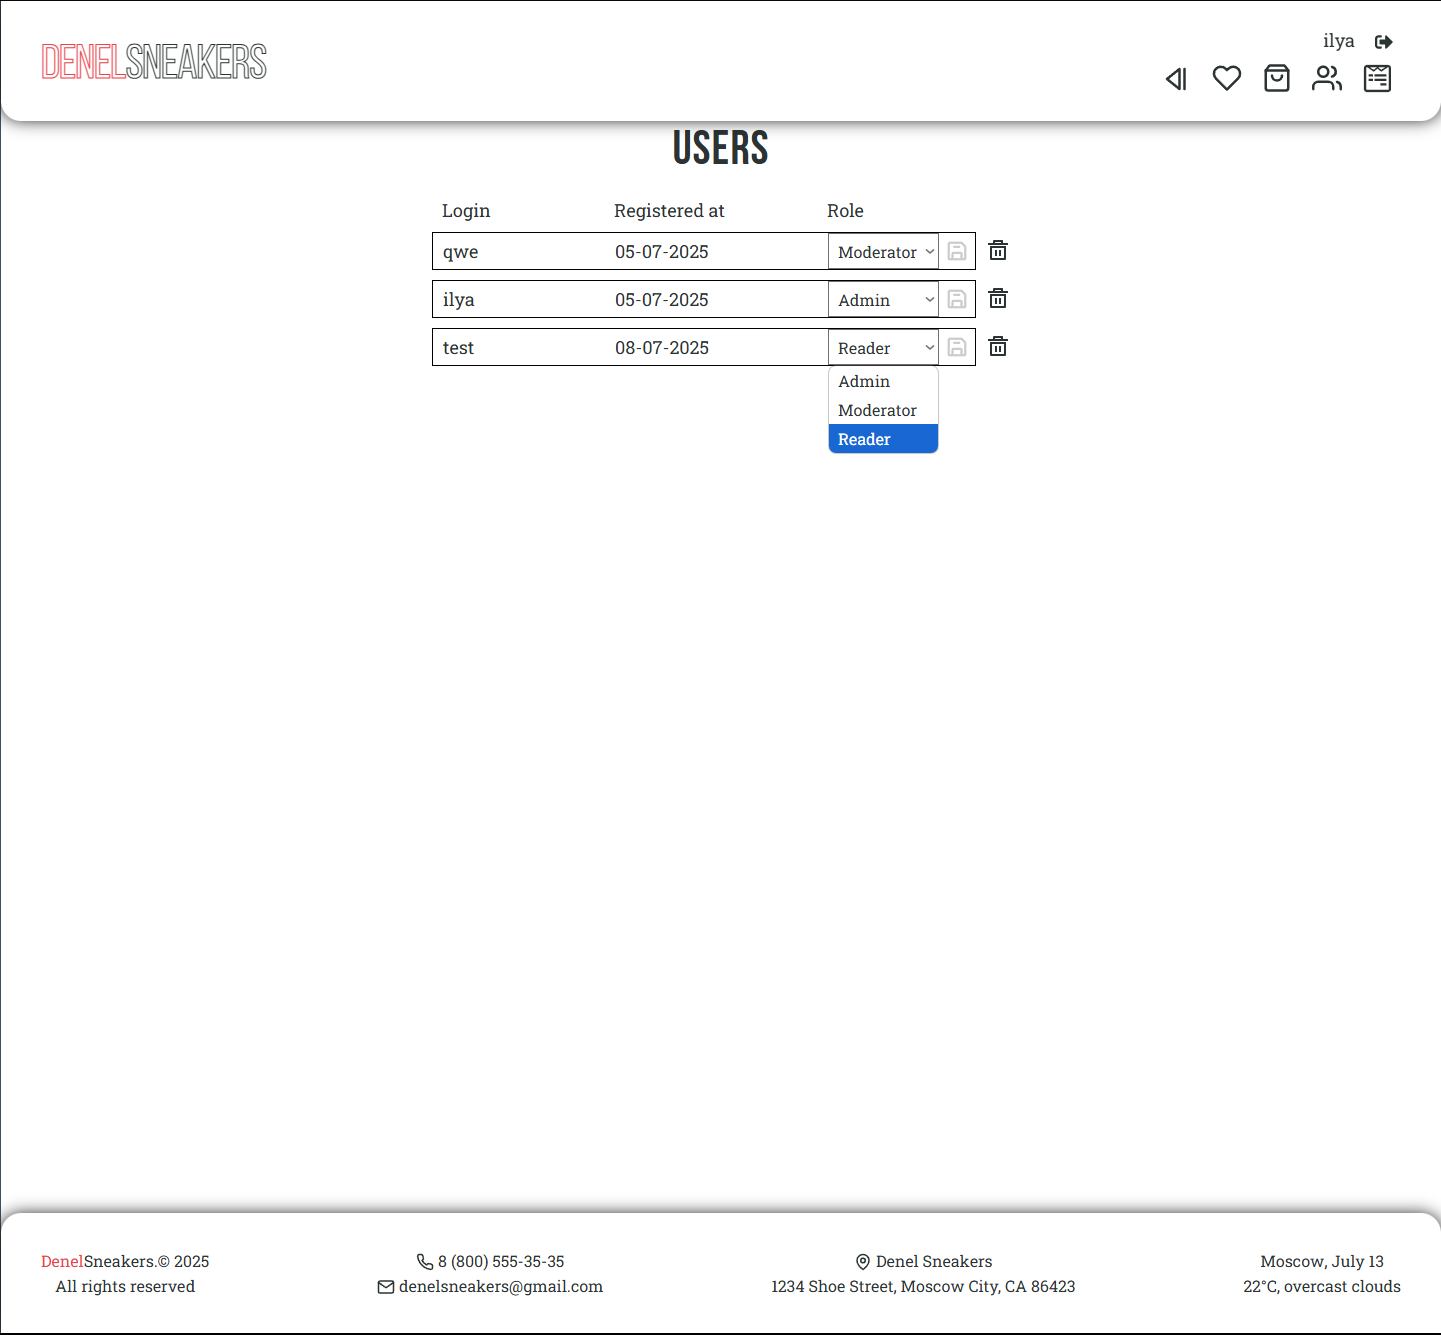 DENELSNEAKERS
ilya
USERS
Login Registered at Role
qwe 05-07-2025 Moderator
ilya 05-07-2025 Admin
test 08-07-2025 Reader
Admin
Moderator
Reader
DenelSneakers.© 2025
All rights reserved
8 (800) 555-35-35
denelsneakers@gmail.com
Denel Sneakers
1234 Shoe Street, Moscow City, CA 86423
Moscow, July 13
22°C, overcast clouds